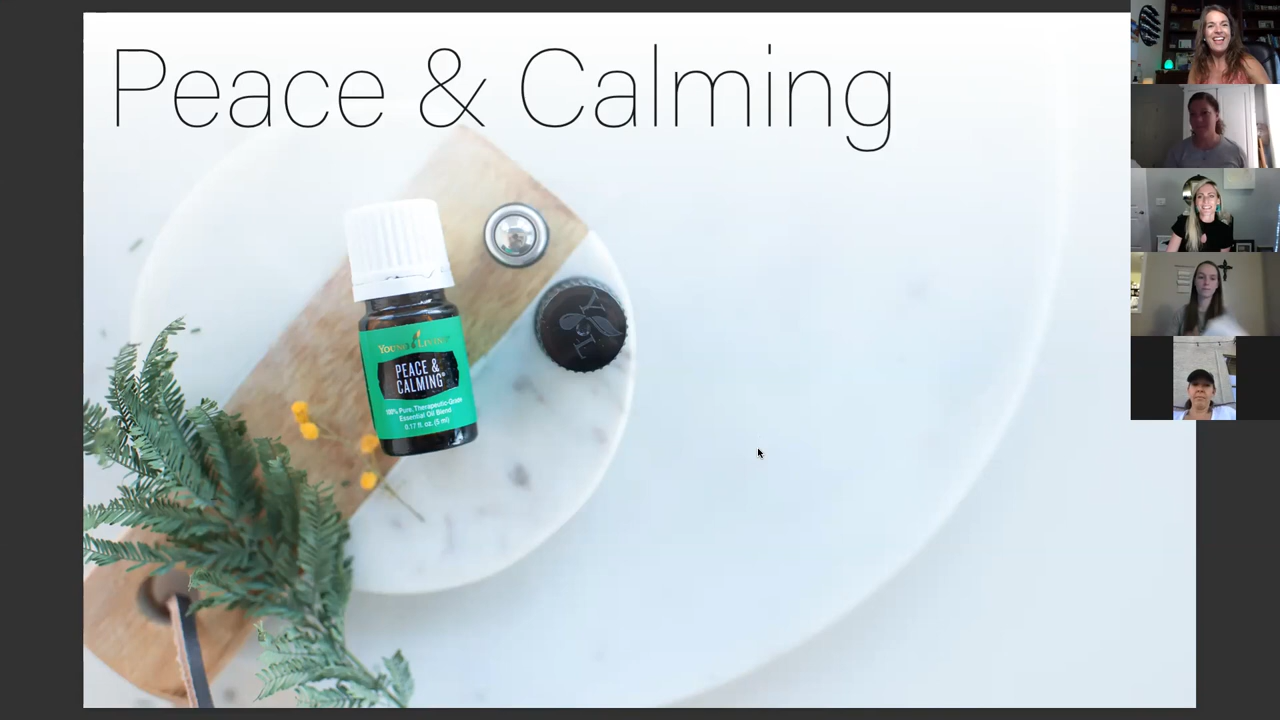 Peace & Calming
YOUNG LIVING
PEACE &
CALMING®
100% Pure, Therapeutic-Grade
Essential Oil Blend
0.17 fl. oz. (5 ml)
YL